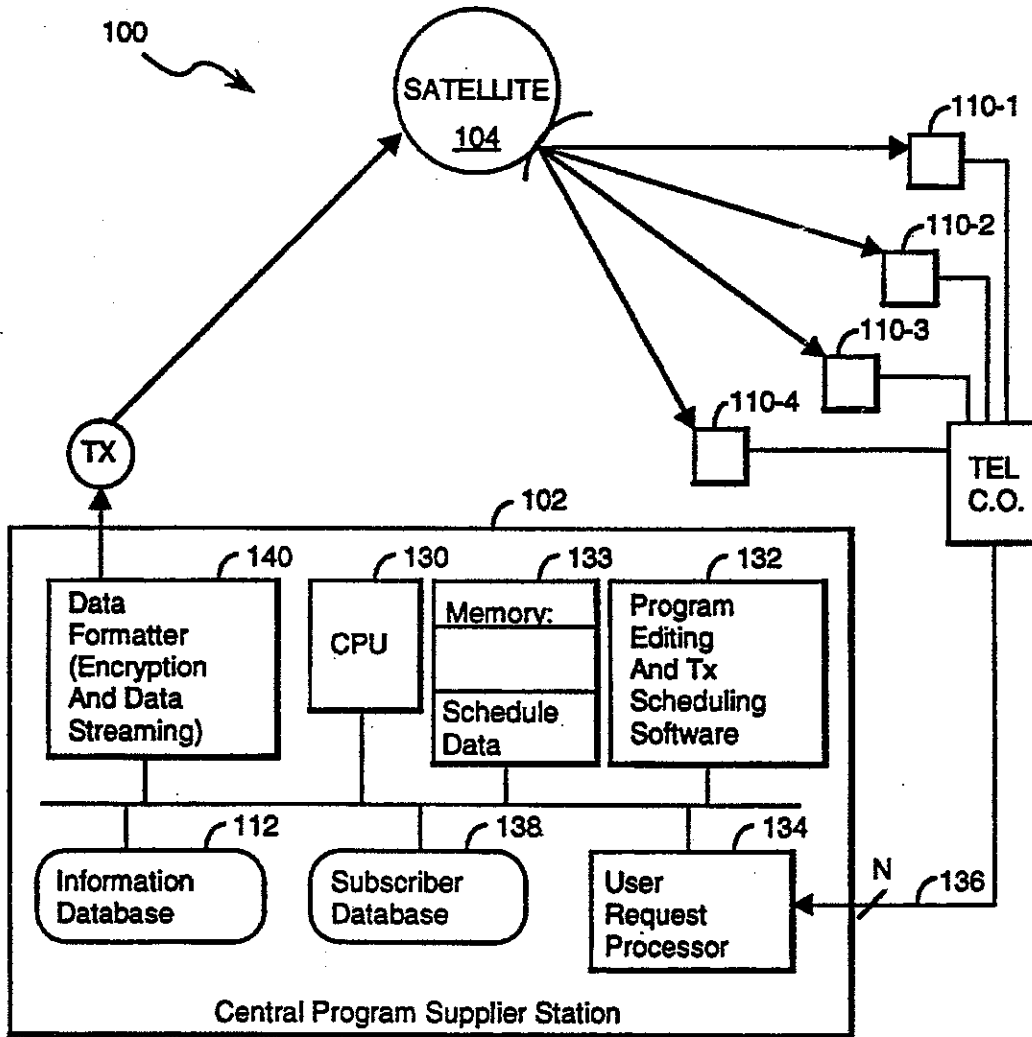 100
SATELLITE
104
110-1
110-2
110-3
110-4
TX
TEL
C.O.
102
140
130
133
132
Data
Formatter
(Encryption
And Data
Streaming)
CPU
Memory:
Schedule
Data
Program
Editing
And Tx
Scheduling
Software
112
138
134
Information
Database
Subscriber
Database
User
Request
Processor
N
136
Central Program Supplier Station